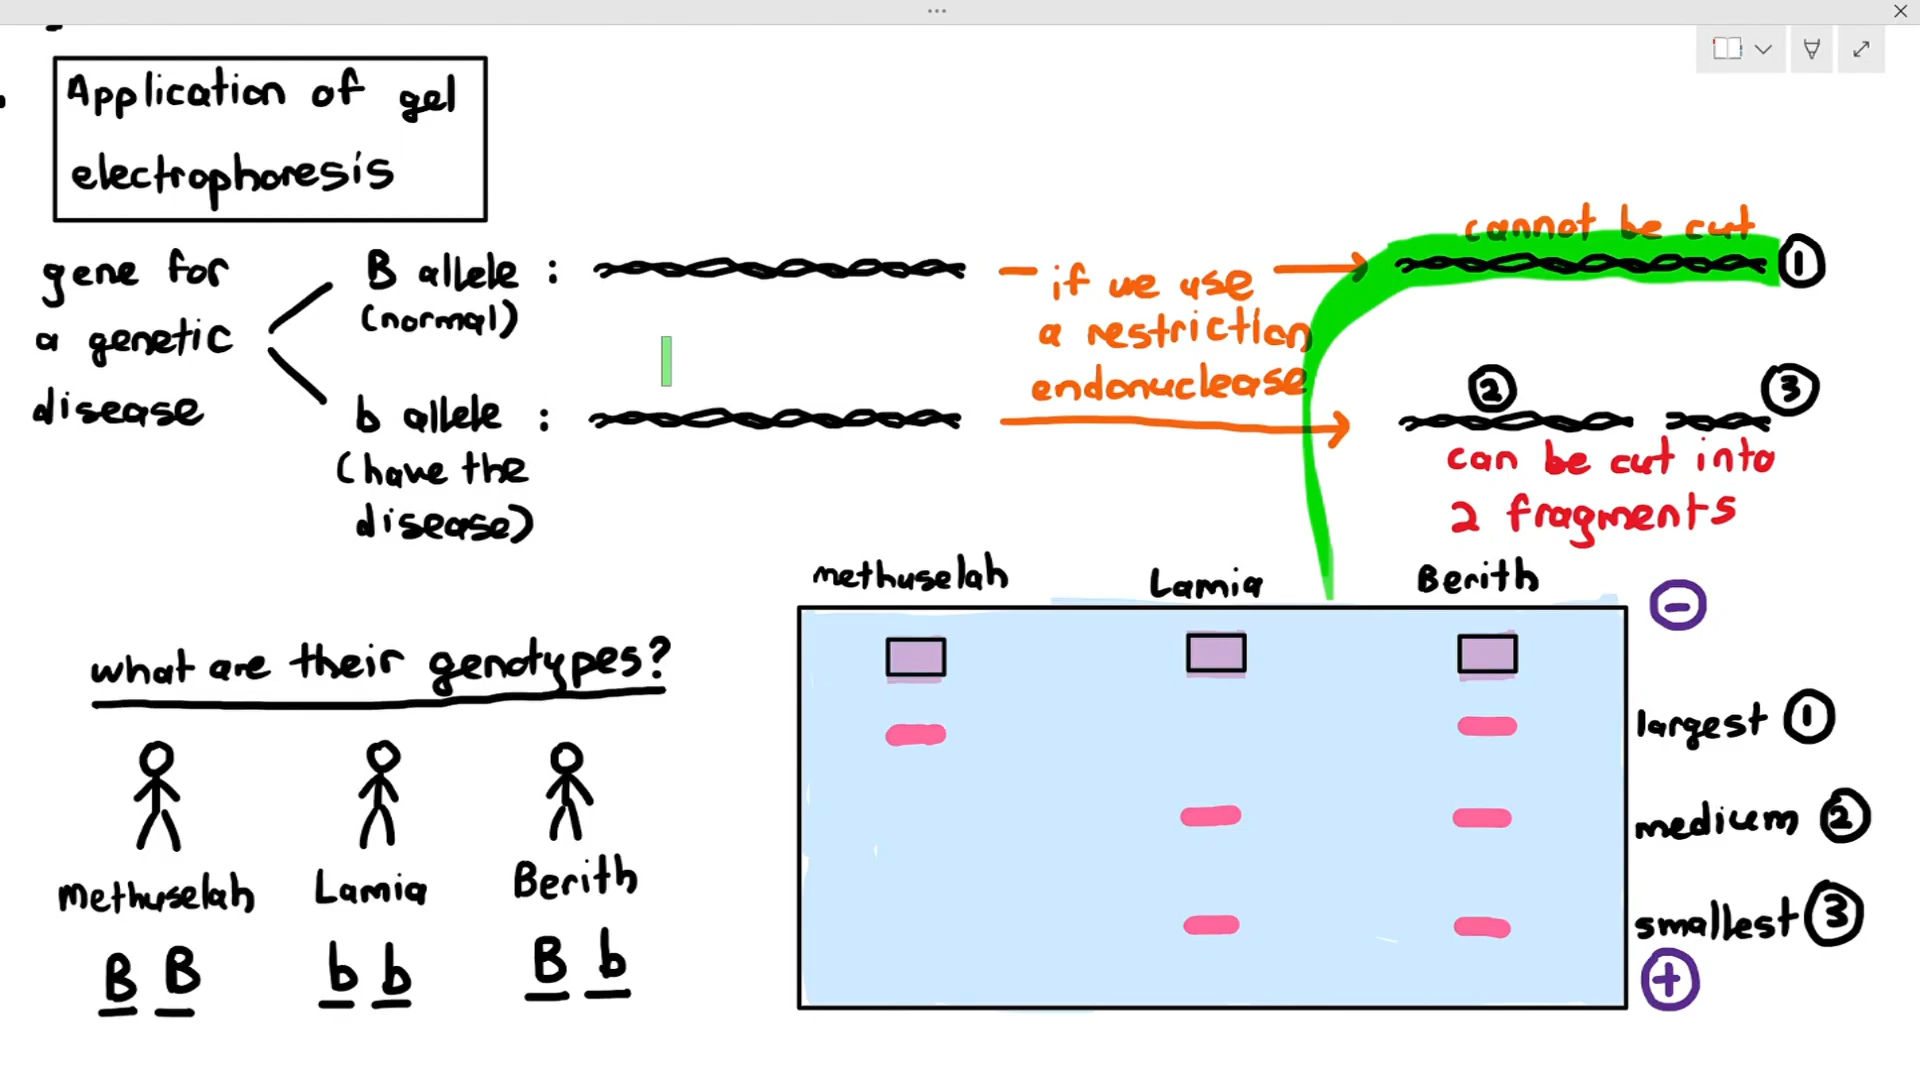 Application of gel
electrophoresis
gene for
a genetic
disease
B allele :
(normal)
b allele :
(have the
disease)
if we use
a restriction
endonuclease
cannot be cut
1
2
3
can be cut into
2 fragments
what are their genotypes?
Methuselah
Lamia
Berith
B B
b b
B b
methuselah
Lamia
Berith
−
largest 1
medium 2
smallest 3
+